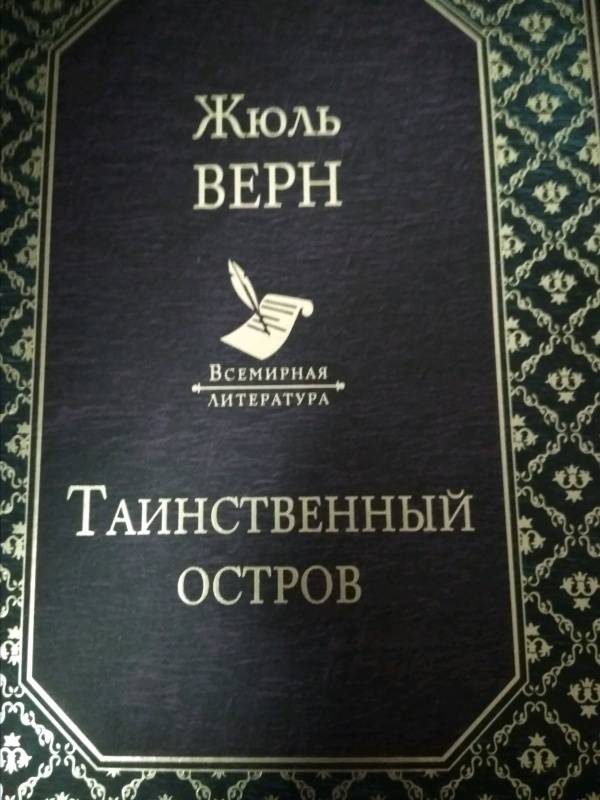 Жюль
ВЕРН
ВСЕМИРНАЯ
ЛИТЕРАТУРА
ТАИНСТВЕННЫЙ
ОСТРОВ